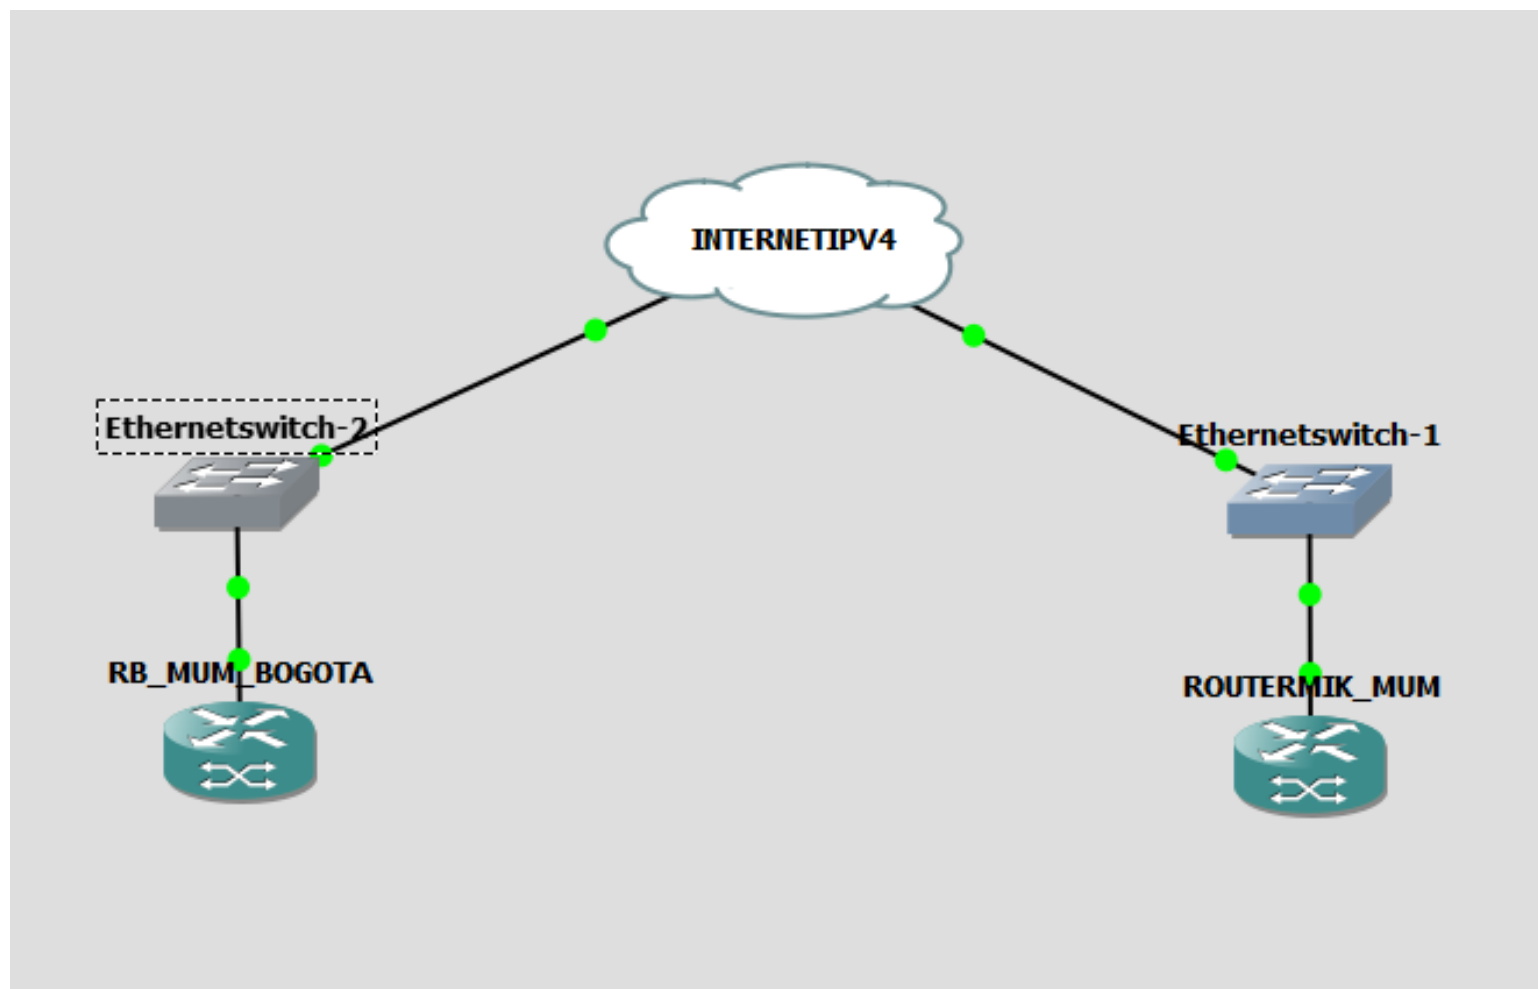 INTERNETIPV4
Ethernetswitch-2
Ethernetswitch-1
RB_MUM_BOGOTA
ROUTERMIK_MUM